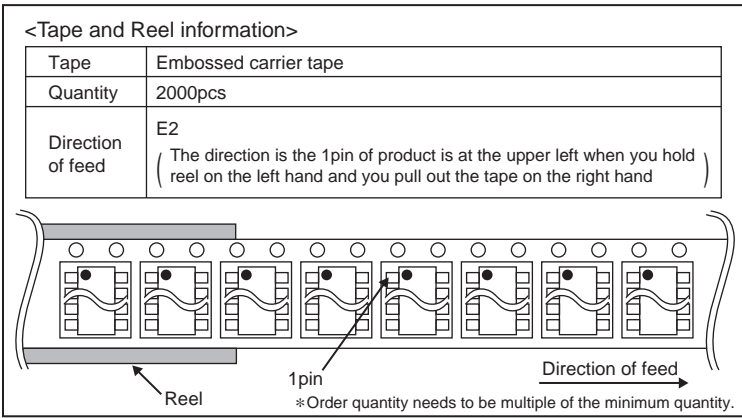 <Tape and Reel information>
Tape Embossed carrier tape
Quantity 2000pcs
Direction of feed E2
( The direction is the 1pin of product is at the upper left when you hold
reel on the left hand and you pull out the tape on the right hand )
1pin
Reel
Direction of feed
*Order quantity needs to be multiple of the minimum quantity.